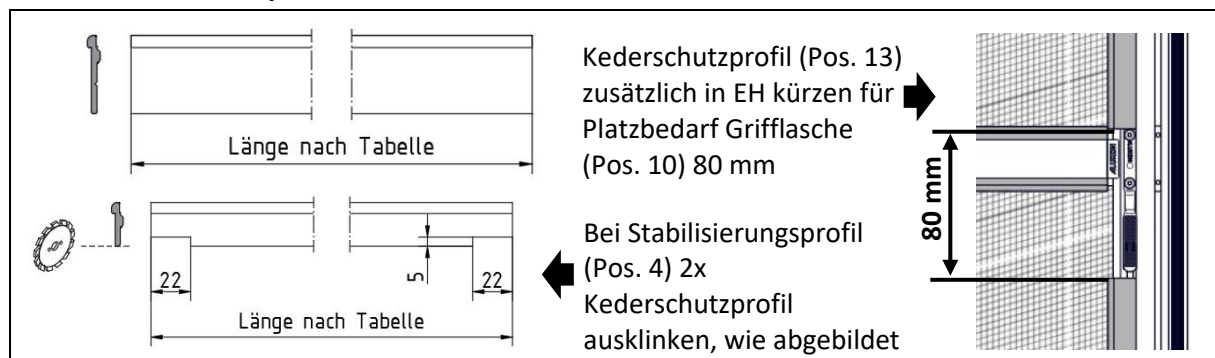 Länge nach Tabelle
22
5
22
Länge nach Tabelle
Kederschutzprofil (Pos. 13)
zusätzlich in EH kürzen für
Platzbedarf Grifflasche
(Pos. 10) 80 mm
Bei Stabilisierungsprofil
(Pos. 4) 2x
Kederschutzprofil
ausklinken, wie abgebildet
80 mm